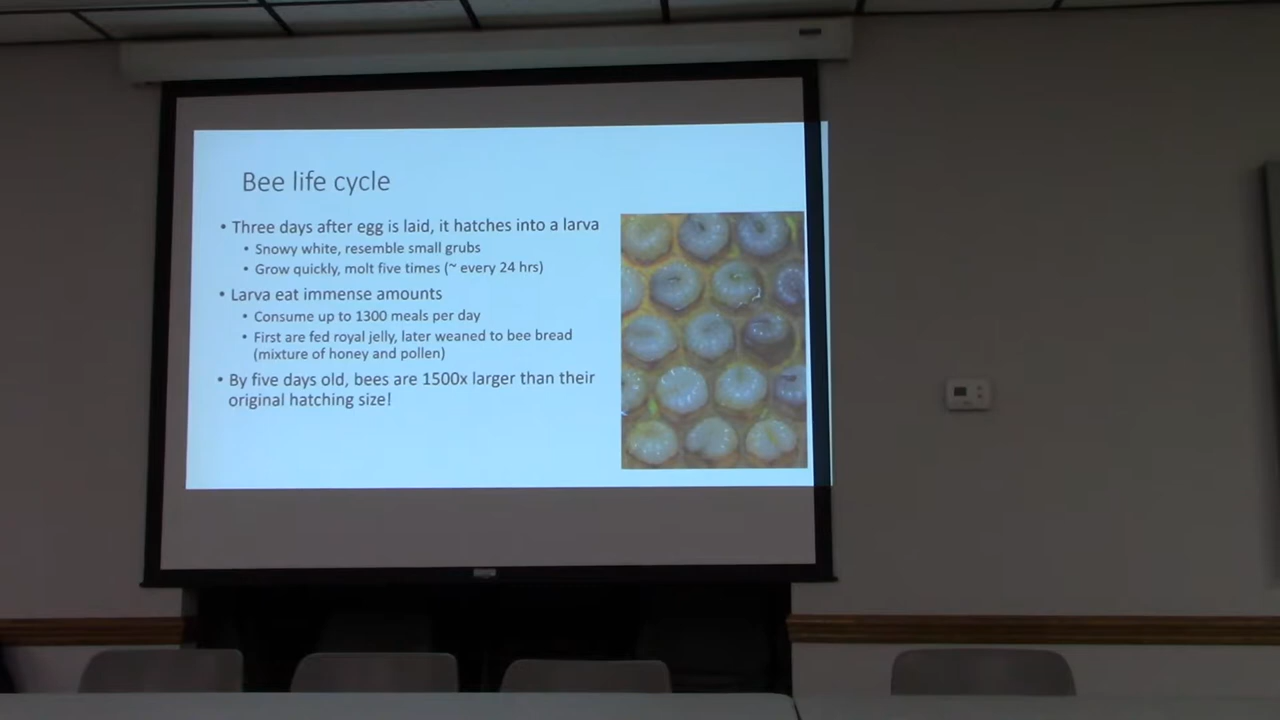 Bee life cycle
• Three days after egg is laid, it hatches into a larva
• Snowy white, resemble small grubs
• Grow quickly, molt five times (~ every 24 hrs)
• Larva eat immense amounts
• Consume up to 1300 meals per day
• First are fed royal jelly, later weaned to bee bread
(mixture of honey and pollen)
• By five days old, bees are 1500x larger than their
original hatching size!